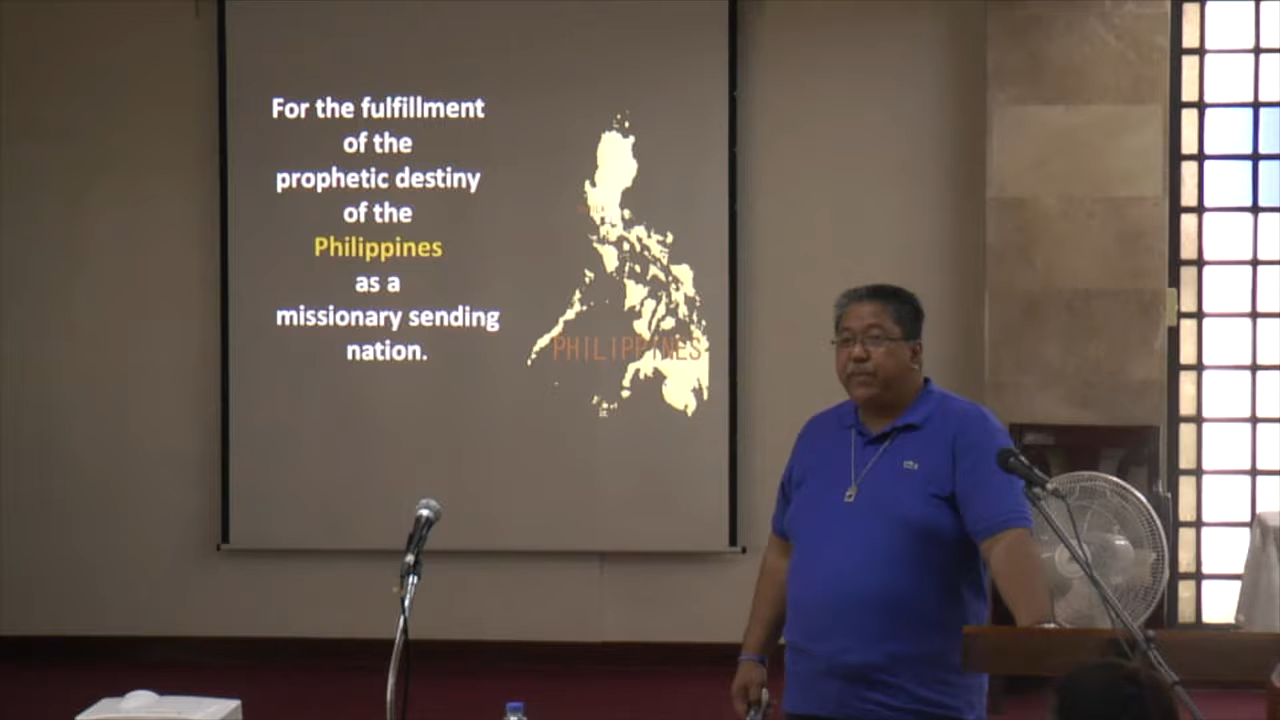 For the fulfillment
of the
prophetic destiny
of the
Philippines
as a
missionary sending
nation.
PHILIPPINES